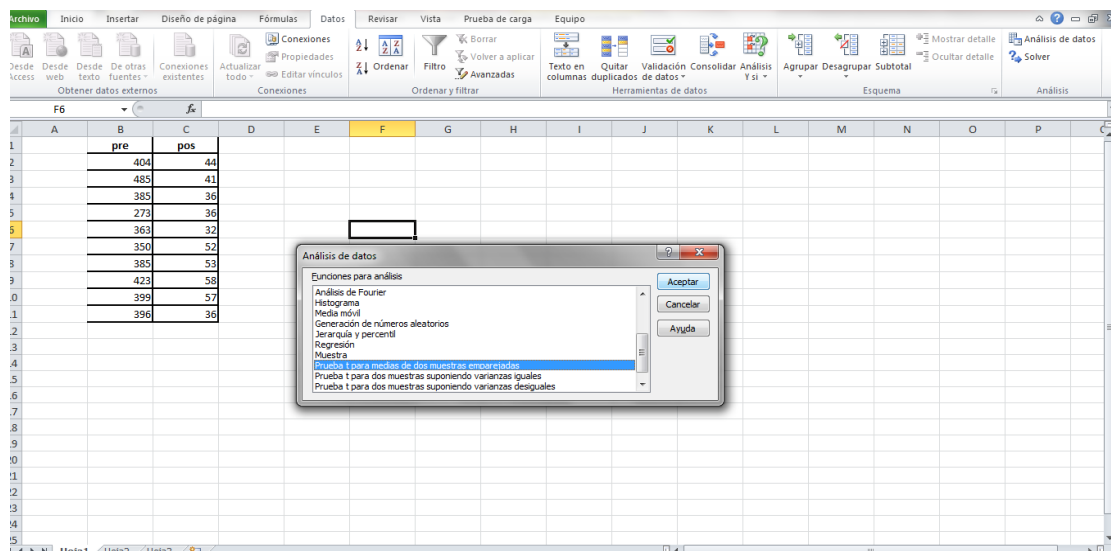 Archivo Inicio Insertar Diseño de página Fórmulas Datos Revisar Vista Prueba de carga Equipo
Desde Access
Desde web
Desde texto
De otras fuentes
Conexiones existentes
Obtener datos externos
Actualizar todo
Conexiones
Propiedades
Editar vínculos
Conexiones
Ordenar
Filtro
Borrar
Volver a aplicar
Avanzadas
Ordenar y filtrar
Texto en columnas
Quitar duplicados
Validación de datos
Consolidar
Análisis Y si
Herramientas de datos
Agrupar
Desagrupar
Subtotal
Mostrar detalle
Ocultar detalle
Esquema
Análisis de datos
Solver
Análisis
F6 fx
A B C D E F G H I J K L M N O P
pre pos
404 44
485 41
385 36
273 36
363 32
350 52
385 53
423 58
399 57
396 36
Análisis de datos
Funciones para análisis
Análisis de Fourier
Histograma
Media móvil
Generación de números aleatorios
Jerarquía y percentil
Regresión
Muestra
Prueba t para medias de dos muestras emparejadas
Prueba t para dos muestras suponiendo varianzas iguales
Prueba t para dos muestras suponiendo varianzas desiguales
Aceptar
Cancelar
Ayuda
Hoja1 Hoja2 Hoja3